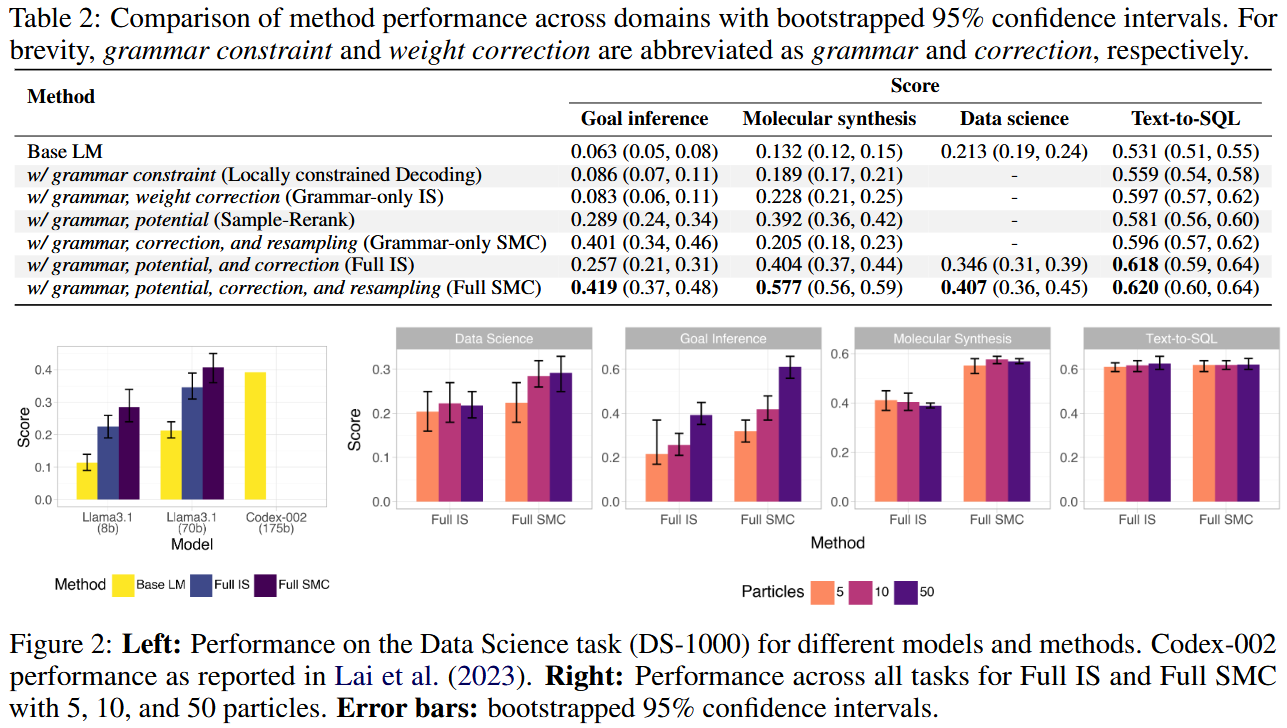 Table 2: Comparison of method performance across domains with bootstrapped 95% confidence intervals. For
brevity, grammar constraint and weight correction are abbreviated as grammar and correction, respectively.
Method
Score
Goal inference Molecular synthesis Data science Text-to-SQL
Base LM 0.063 (0.05, 0.08) 0.132 (0.12, 0.15) 0.213 (0.19, 0.24) 0.531 (0.51, 0.55)
w/ grammar constraint (Locally constrained Decoding) 0.086 (0.07, 0.11) 0.189 (0.17, 0.21) - 0.559 (0.54, 0.58)
w/ grammar, weight correction (Grammar-only IS) 0.083 (0.06, 0.11) 0.228 (0.21, 0.25) - 0.597 (0.57, 0.62)
w/ grammar, potential (Sample-Rerank) 0.289 (0.24, 0.34) 0.392 (0.36, 0.42) - 0.581 (0.56, 0.60)
w/ grammar, correction, and resampling (Grammar-only SMC) 0.401 (0.34, 0.46) 0.205 (0.18, 0.23) - 0.596 (0.57, 0.62)
w/ grammar, potential, and correction (Full IS) 0.257 (0.21, 0.31) 0.404 (0.37, 0.44) 0.346 (0.31, 0.39) 0.618 (0.59, 0.64)
w/ grammar, potential, correction, and resampling (Full SMC) 0.419 (0.37, 0.48) 0.577 (0.56, 0.59) 0.407 (0.36, 0.45) 0.620 (0.60, 0.64)
Score
0.4
0.3
0.2
0.1
0.0
Llama3.1
(8b)
Llama3.1
(70b)
Codex-002
(175b)
Model
Method Base LM Full IS Full SMC
Score
Data Science
0.3
0.2
0.1
0.0
Full IS Full SMC
Goal Inference
0.6
0.4
0.2
0.0
Full IS Full SMC
Molecular Synthesis
0.6
0.4
0.2
0.0
Full IS Full SMC
Text-to-SQL
0.6
0.4
0.2
0.0
Full IS Full SMC
Method
Particles 5 10 50
Figure 2: Left: Performance on the Data Science task (DS-1000) for different models and methods. Codex-002
performance as reported in Lai et al. (2023). Right: Performance across all tasks for Full IS and Full SMC
with 5, 10, and 50 particles. Error bars: bootstrapped 95% confidence intervals.